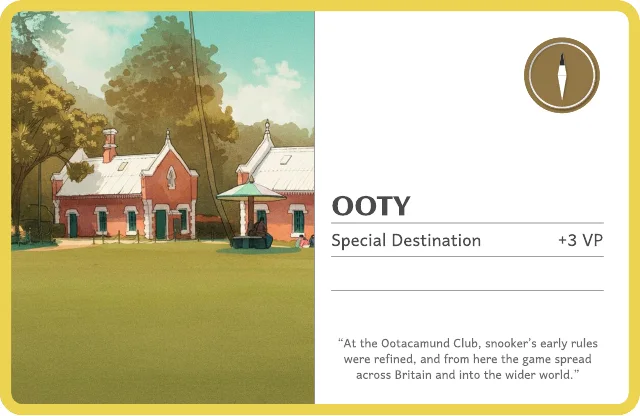 OOTY
Special Destination +3 VP
“At the Ootacamund Club, snooker’s early rules
were refined, and from here the game spread
across Britain and into the wider world.”